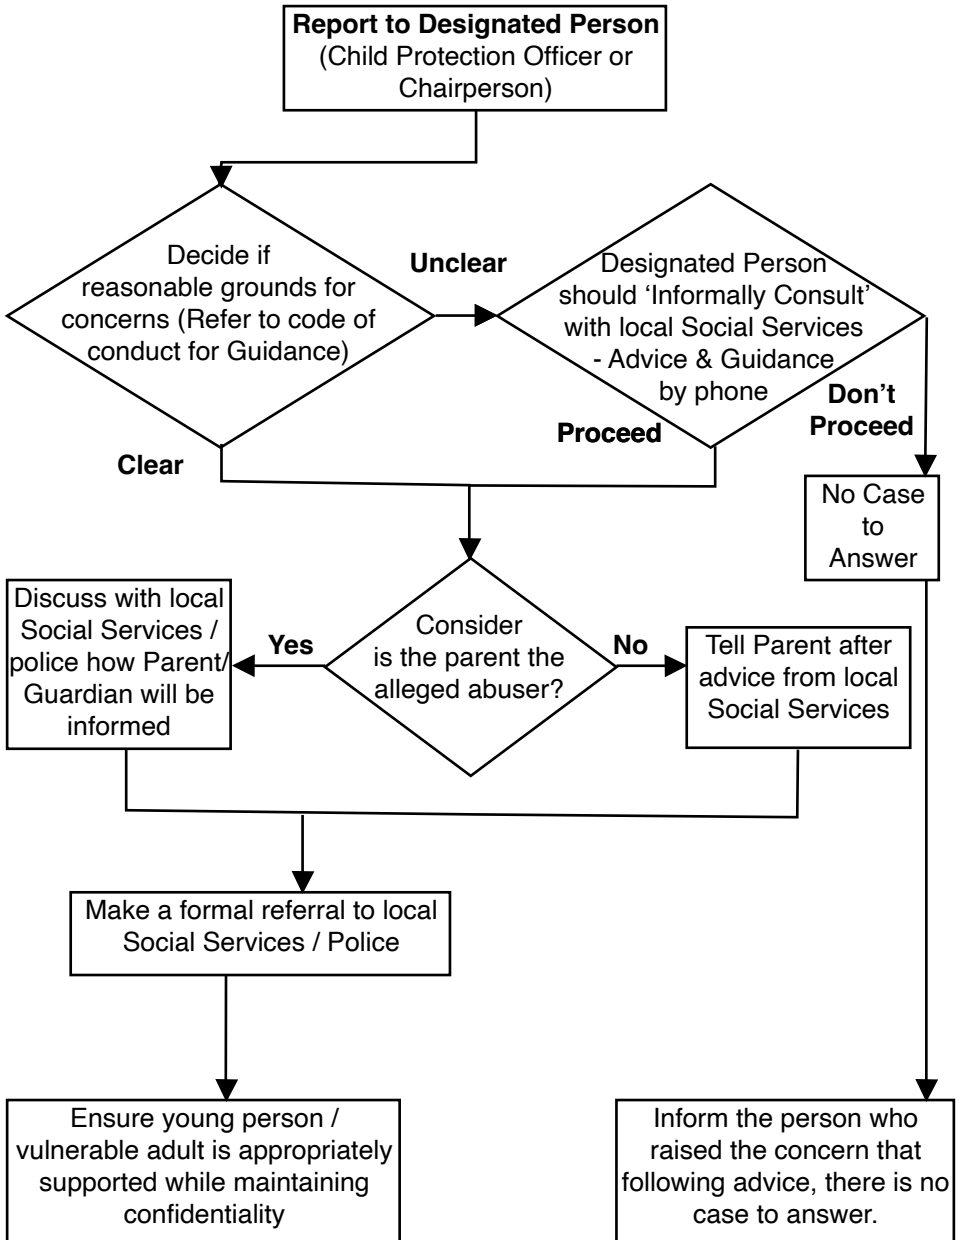 Report to Designated Person
(Child Protection Officer or
Chairperson)
Decide if
reasonable grounds for
concerns (Refer to code of
conduct for Guidance)
Unclear
Designated Person
should ‘Informally Consult’
with local Social Services
- Advice & Guidance
by phone
Clear
Proceed
Don’t
Proceed
No Case
to
Answer
Discuss with local
Social Services /
police how Parent/
Guardian will be
informed
Yes
Consider
is the parent the
alleged abuser?
No
Tell Parent after
advice from local
Social Services
Make a formal referral to local
Social Services / Police
Ensure young person /
vulnerable adult is appropriately
supported while maintaining
confidentiality
Inform the person who
raised the concern that
following advice, there is no
case to answer.